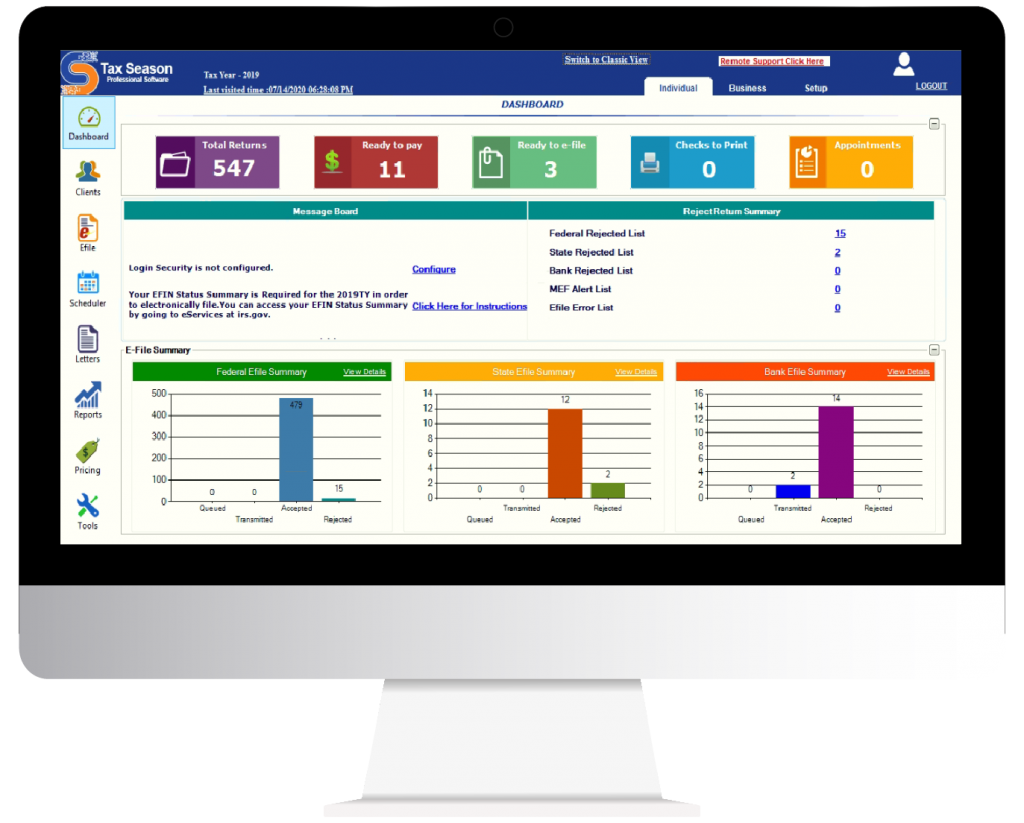 Tax Season
Professional Software
Tax Year - 2019
Last visited time :07/14/2020 06:28:08 PM
Switch to Classic View
Remote Support Click Here
Individual
Business
Setup
LOGOUT
DASHBOARD
Dashboard
Clients
Efile
Scheduler
Letters
Reports
Pricing
Tools
Total Returns
547
Ready to pay
11
Ready to e-file
3
Checks to Print
0
Appointments
0
Message Board
Login Security is not configured.
Configure
Your EFIN Status Summary is Required for the 2019TY in order
to electronically file.You can access your EFIN Status Summary
by going to eServices at irs.gov.
Click Here for Instructions
Reject Return Summary
Federal Rejected List 15
State Rejected List 2
Bank Rejected List 0
MEF Alert List 0
Efile Error List 0
E-File Summary
Federal Efile Summary View Details
500
400
300
200
100
0
0 0 479 15
Queued Transmitted Accepted Rejected
State Efile Summary View Details
14
12
10
8
6
4
2
0
0 0 12 2
Queued Transmitted Accepted Rejected
Bank Efile Summary View Details
16
14
12
10
8
6
4
2
0
0 2 14 0
Queued Transmitted Accepted Rejected